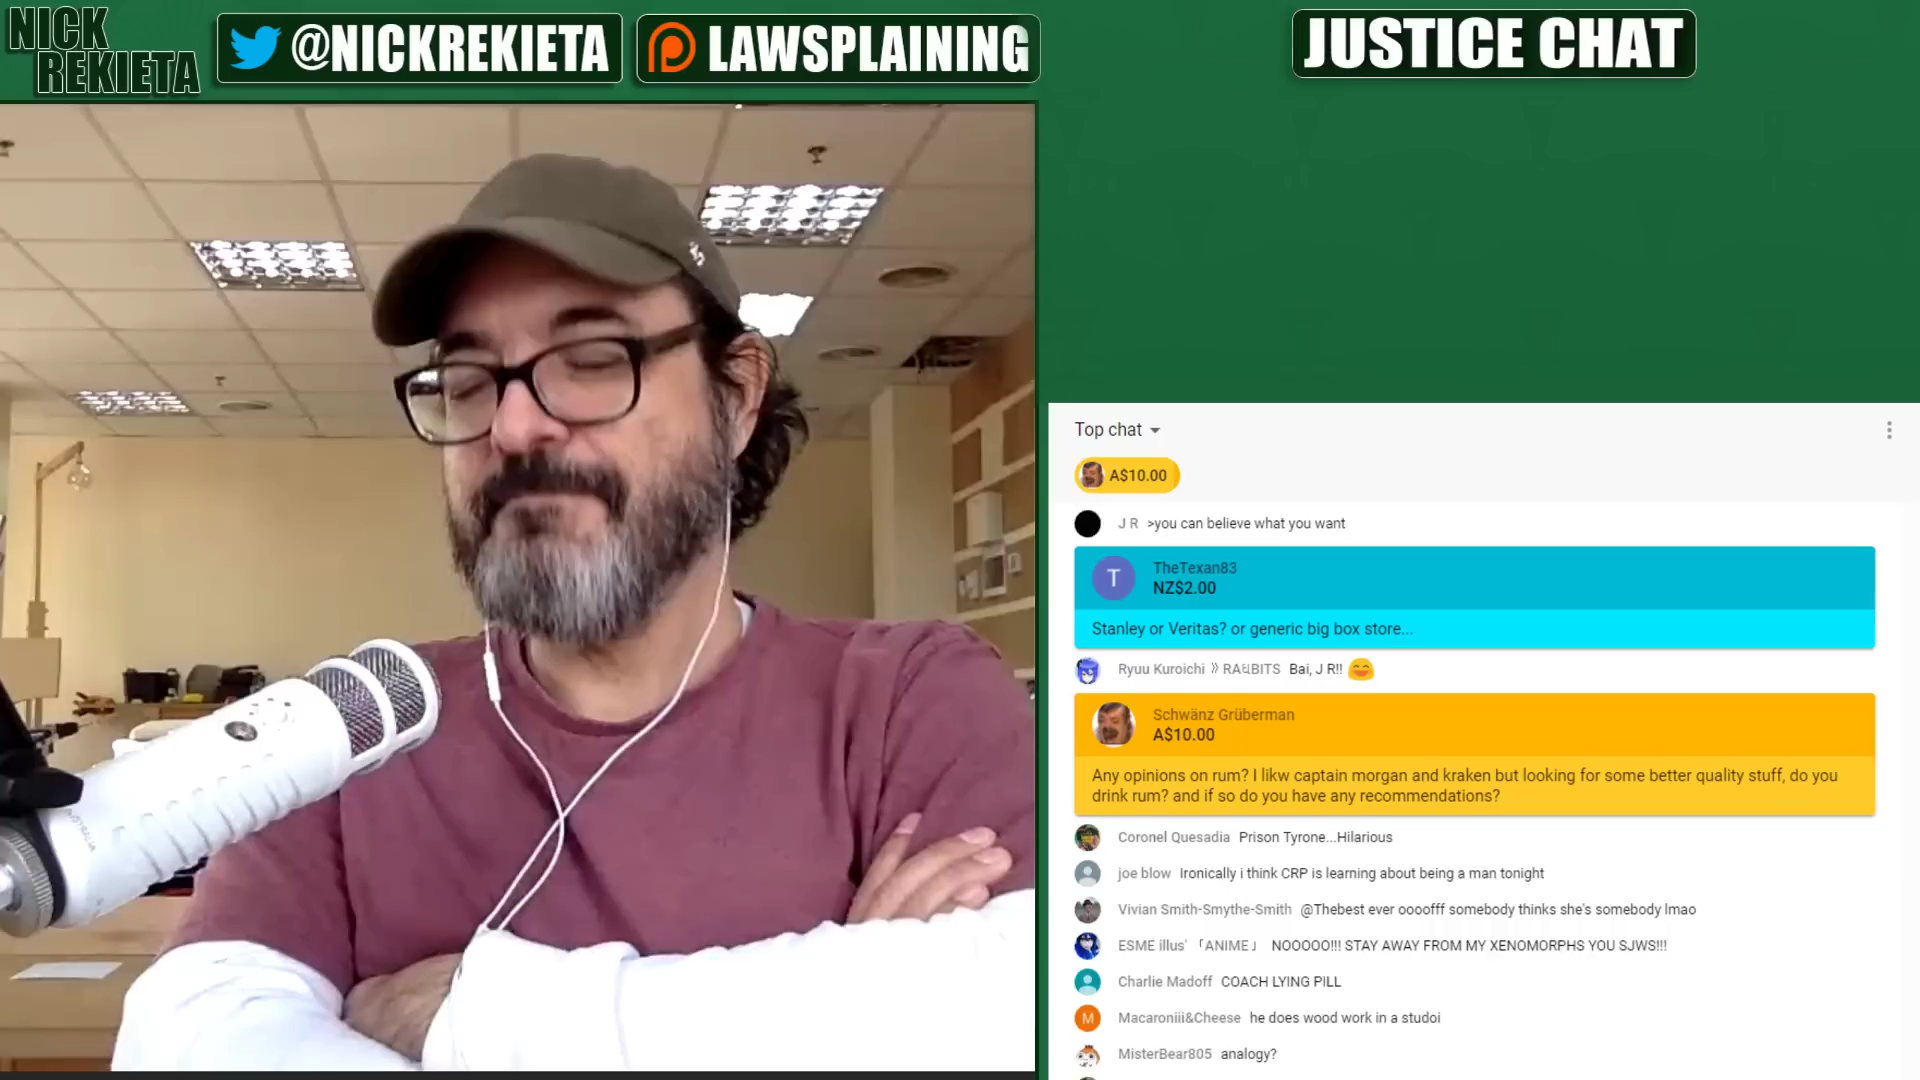 NICK
REKIETA
@NICKREKIETA
LAWSPLAINING
JUSTICE CHAT
Top chat
A$10.00
J R >you can believe what you want
T
TheTexan83
NZ$2.00
Stanley or Veritas? or generic big box store...
Ryuu Kuroichi 》 Bai, J R!!
Schwänz Grüberman
A$10.00
Any opinions on rum? I likw captain morgan and kraken but looking for some better quality stuff, do you
drink rum? and if so do you have any recommendations?
Coronel Quesadia Prison Tyrone...Hilarious
joe blow Ironically i think CRP is learning about being a man tonight
Vivian Smith-Smythe-Smith @Thebest ever oooofff somebody thinks she's somebody lmao
ESME illus' 「ANIME」 NOOOOO!!! STAY AWAY FROM MY XENOMORPHS YOU SJWS!!!
Charlie Madoff COACH LYING PILL
M
Macaroniii&Cheese he does wood work in a studoi
MisterBear805 analogy?